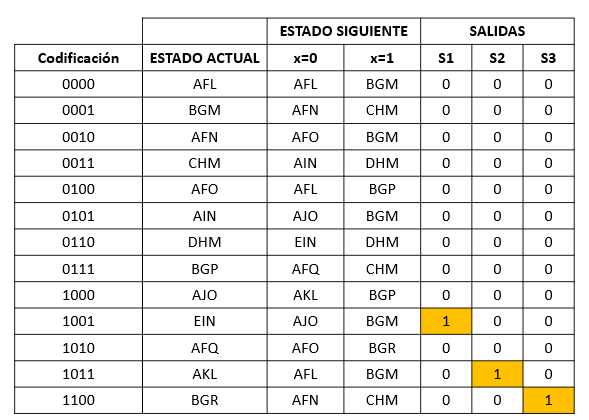 ESTADO SIGUIENTE SALIDAS
Codificación ESTADO ACTUAL x=0 x=1 S1 S2 S3
0000 AFL AFL BGM 0 0 0
0001 BGM AFN CHM 0 0 0
0010 AFN AFO BGM 0 0 0
0011 CHM AIN DHM 0 0 0
0100 AFO AFL BGP 0 0 0
0101 AIN AJO BGM 0 0 0
0110 DHM EIN DHM 0 0 0
0111 BGP AFQ CHM 0 0 0
1000 AJO AKL BGP 0 0 0
1001 EIN AJO BGM 1 0 0
1010 AFQ AFO BGR 0 0 0
1011 AKL AFL BGM 0 1 0
1100 BGR AFN CHM 0 0 1